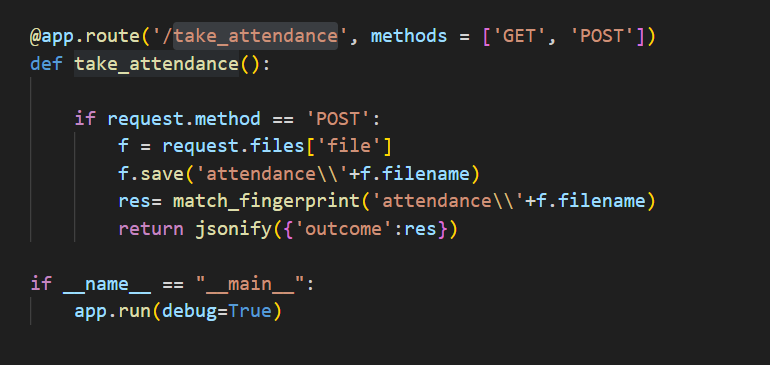 @app.route('/take_attendance', methods = ['GET', 'POST'])
def take_attendance():
if request.method == 'POST':
f = request.files['file']
f.save('attendance\\'+f.filename)
res= match_fingerprint('attendance\\'+f.filename)
return jsonify({'outcome':res})
if __name__ == "__main__":
app.run(debug=True)